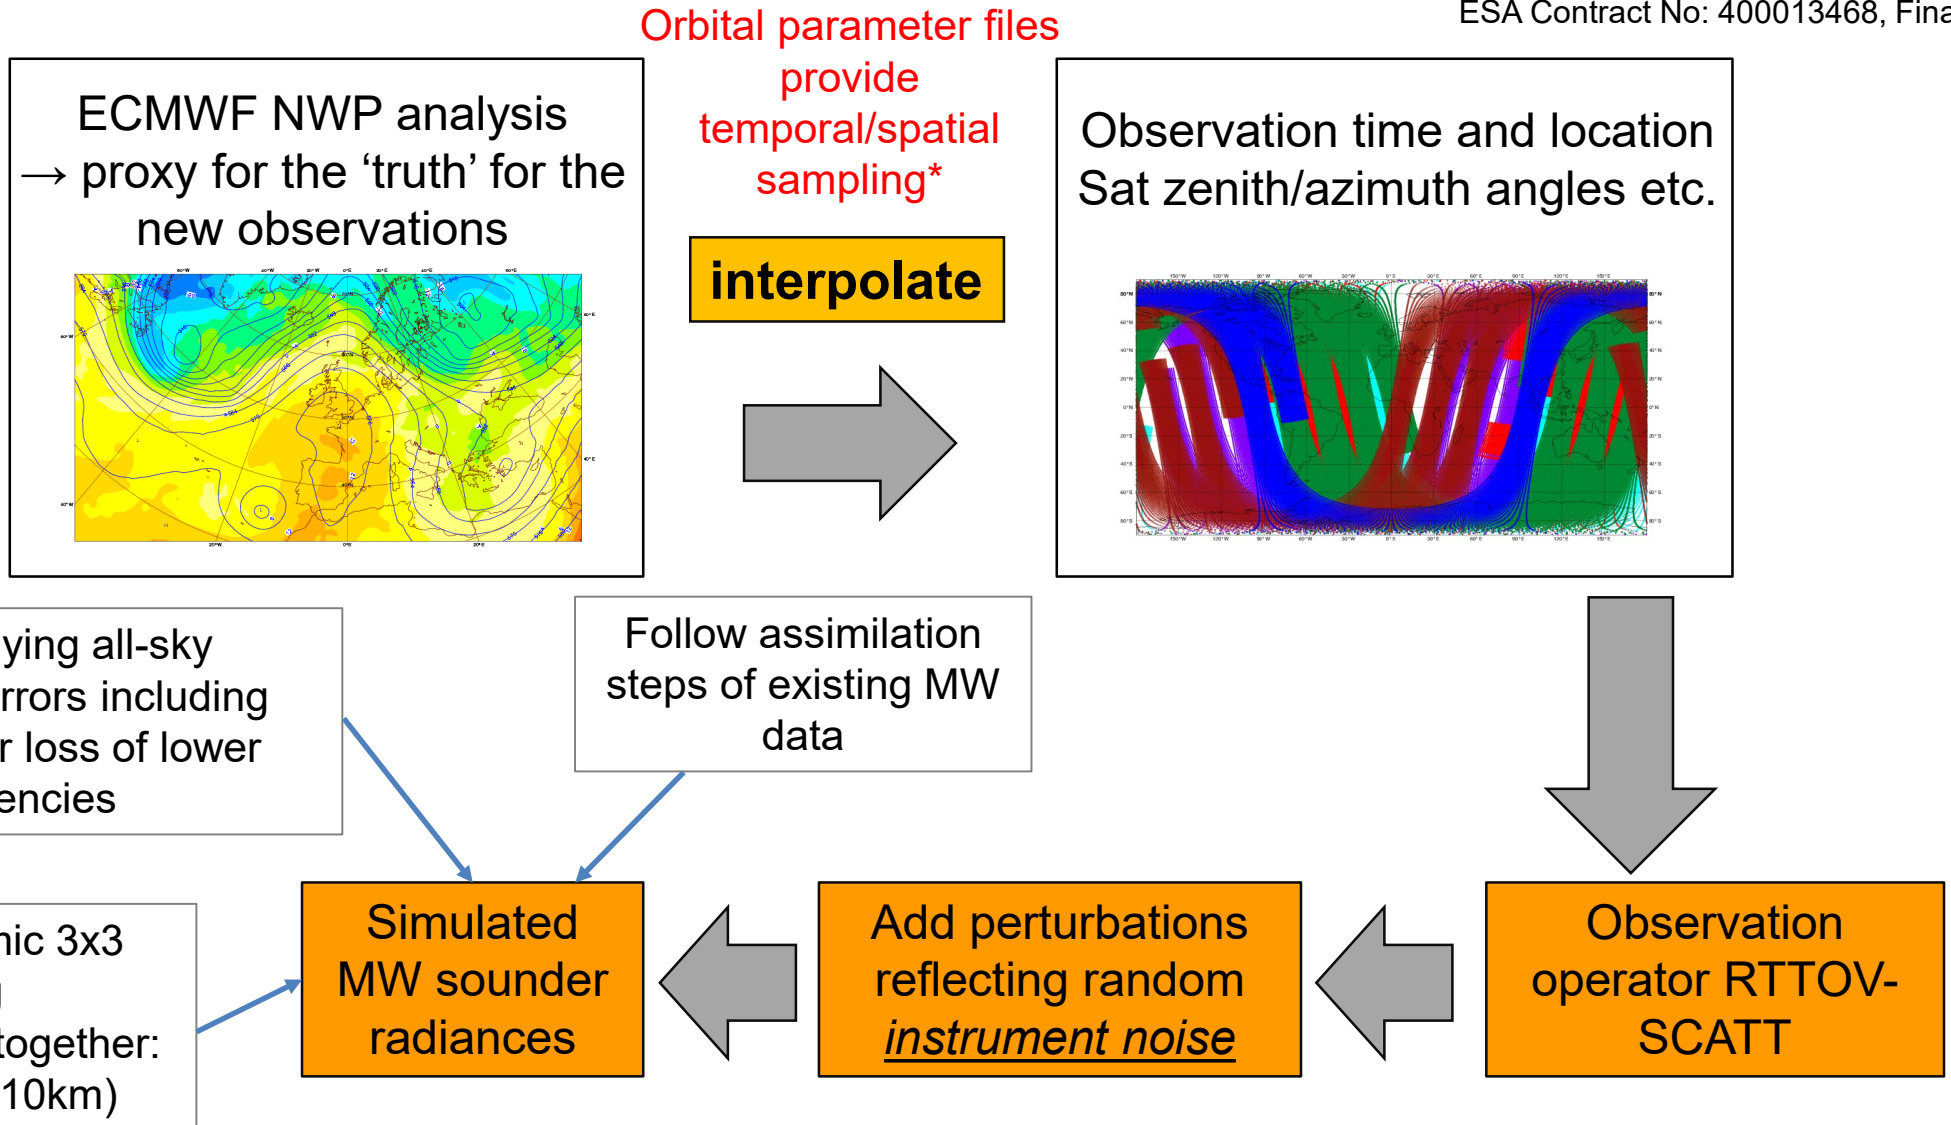 ESA Contract No: 400013468, Fina
Orbital parameter files
provide
temporal/spatial
sampling*
ECMWF NWP analysis
→ proxy for the ‘truth’ for the
new observations
interpolate
Observation time and location
Sat zenith/azimuth angles etc.
ying all-sky
rrors including
r loss of lower
encies
Follow assimilation
steps of existing MW
data
nic 3x3
together:
10km)
Simulated
MW sounder
radiances
Add perturbations
reflecting random
instrument noise
Observation
operator RTTOV-
SCATT